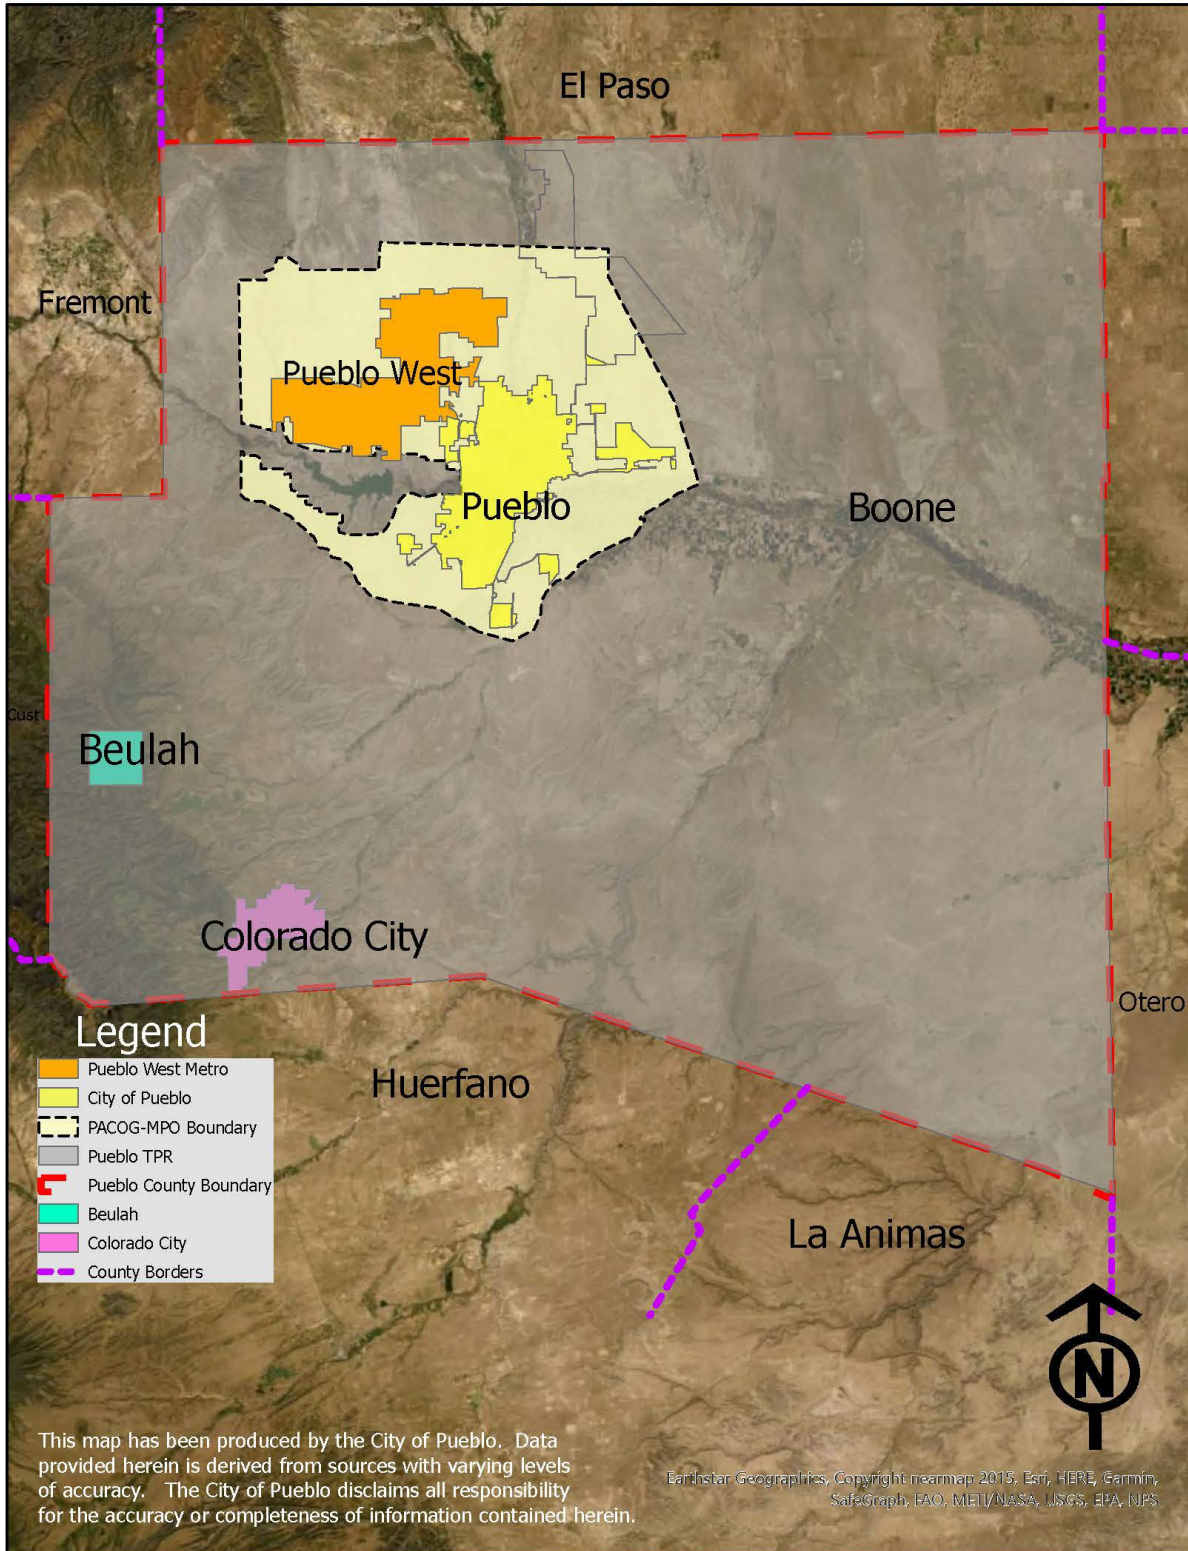 El Paso
Fremont
Pueblo West
Pueblo
Boone
Cust
Beulah
Colorado City
Otero
Legend
Pueblo West Metro
City of Pueblo
PACOG-MPO Boundary
Pueblo TPR
Pueblo County Boundary
Beulah
Colorado City
County Borders
Huerfano
La Animas
N
This map has been produced by the City of Pueblo. Data
provided herein is derived from sources with varying levels
of accuracy. The City of Pueblo disclaims all responsibility
for the accuracy or completeness of information contained herein.
Earthstar Geographics, Copyright nearmap 2015, Esri, HERE, Garmin,
SafeGraph, FAO, METI/NASA, USGS, EPA, NPS